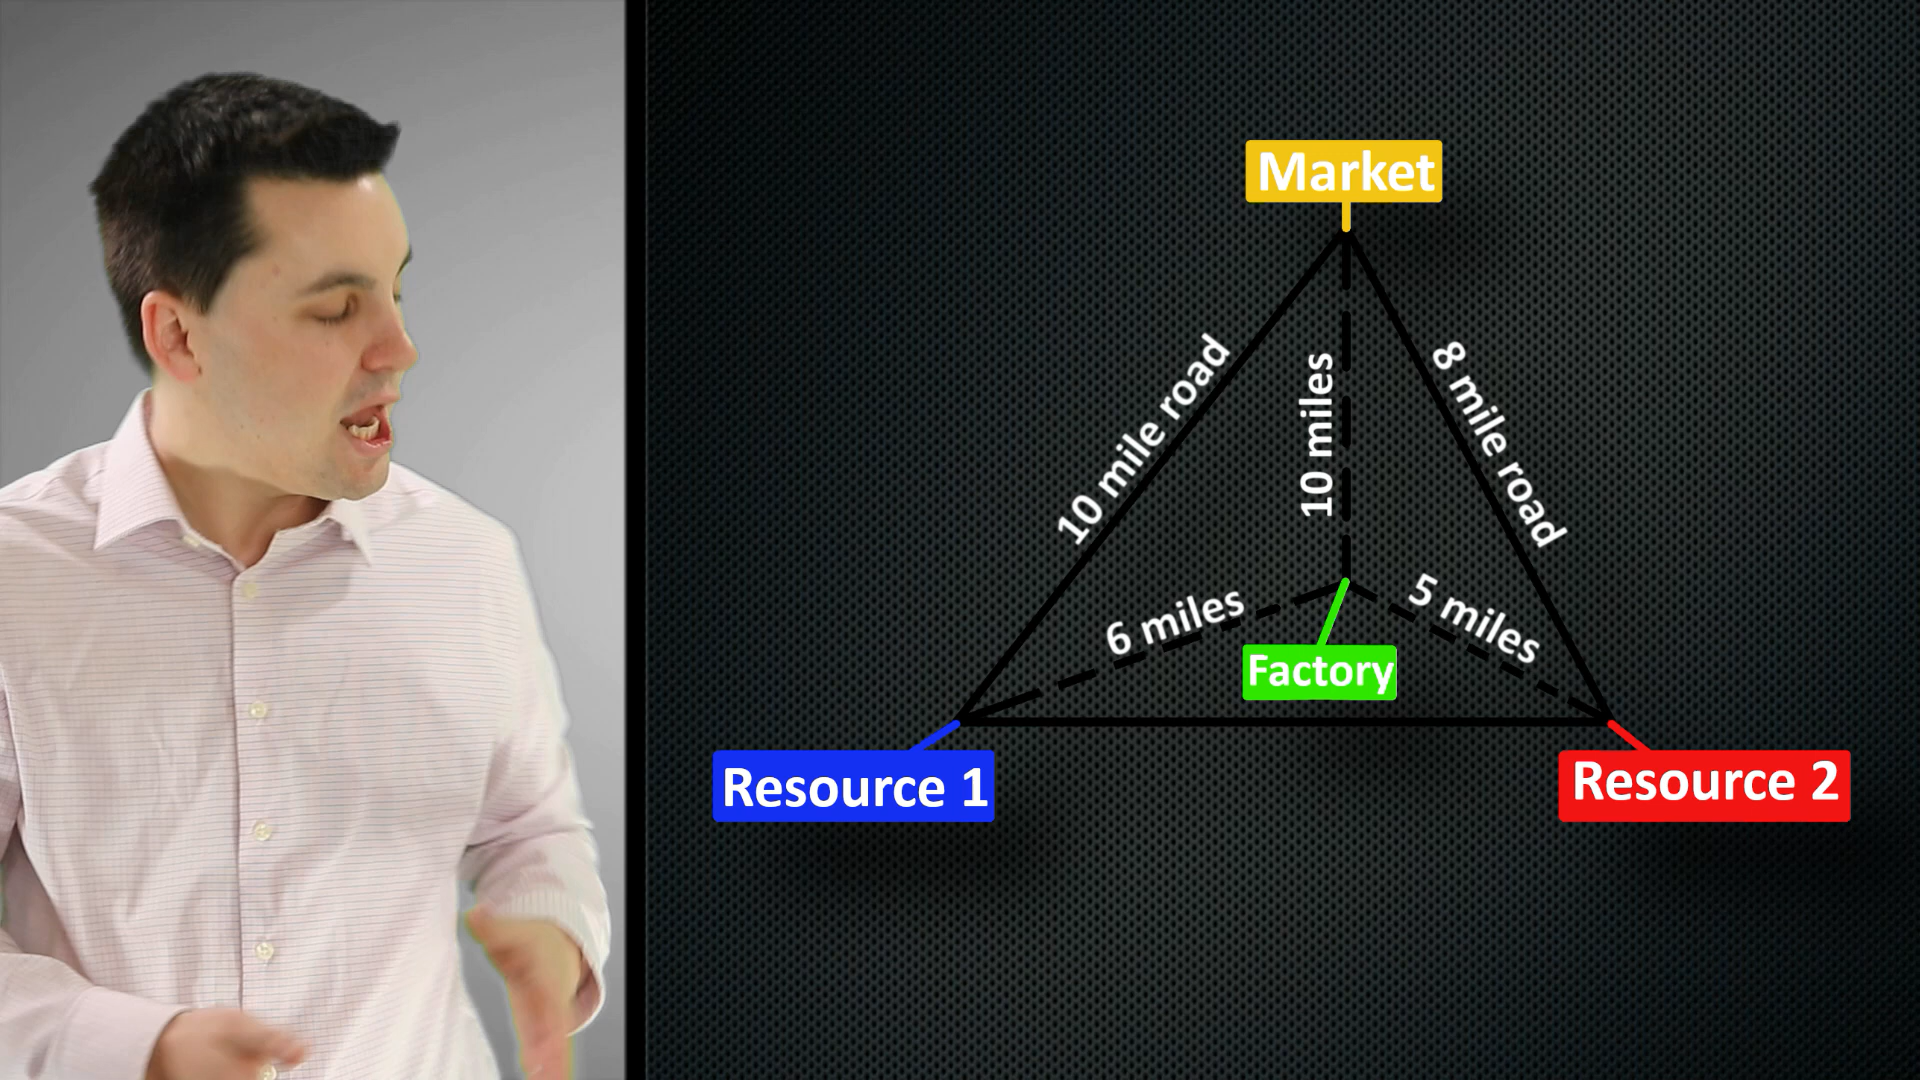 Market
10 mile road
10 miles
8 mile road
6 miles
5 miles
Factory
Resource 1
Resource 2